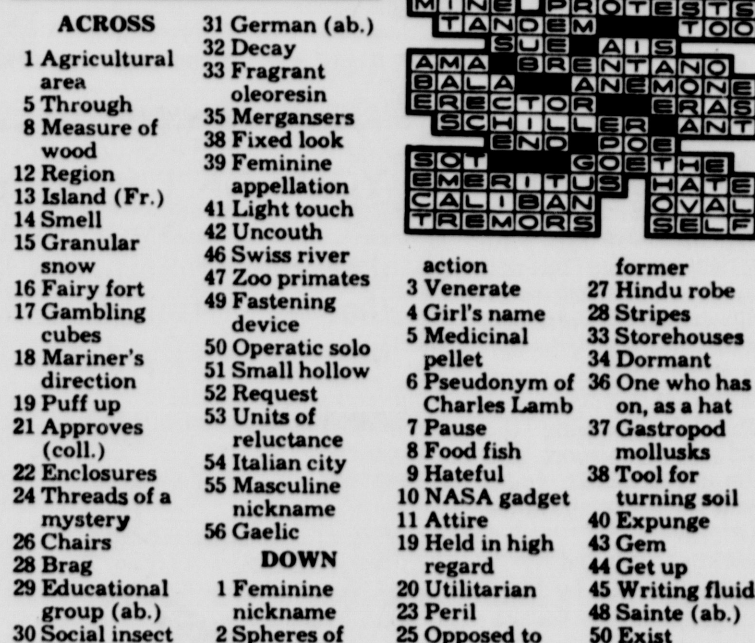 ACROSS
1 Agricultural
area
5 Through
8 Measure of
wood
12 Region
13 Island (Fr.)
14 Smell
15 Granular
snow
16 Fairy fort
17 Gambling
cubes
18 Mariner's
direction
19 Puff up
21 Approves
(coll.)
22 Enclosures
24 Threads of a
mystery
26 Chairs
28 Brag
29 Educational
group (ab.)
30 Social insect
31 German (ab.)
32 Decay
33 Fragrant
oleoresin
35 Mergansers
38 Fixed look
39 Feminine
appellation
41 Light touch
42 Uncouth
46 Swiss river
47 Zoo primates
49 Fastening
device
50 Operatic solo
51 Small hollow
52 Request
53 Units of
reluctance
54 Italian city
55 Masculine
nickname
56 Gaelic
DOWN
1 Feminine
nickname
2 Spheres of
MINE PROTESTS
TANDEM TOO
SUE AIS
AMA BRENTANO
BALA ANEMONE
ERECTOR ERAS
SCHILLER ANT
END POE
SOT GOETHE
EMERITUS HATE
CALIBAN OVAL
TREMORS SELF
action
3 Venerate
4 Girl's name
5 Medicinal
pellet
6 Pseudonym of
Charles Lamb
7 Pause
8 Food fish
9 Hateful
10 NASA gadget
11 Attire
19 Held in high
regard
20 Utilitarian
23 Peril
25 Opposed to
former
27 Hindu robe
28 Stripes
33 Storehouses
34 Dormant
36 One who has
on, as a hat
37 Gastropod
mollusks
38 Tool for
turning soil
40 Expunge
43 Gem
44 Get up
45 Writing fluid
48 Sainte (ab.)
50 Exist